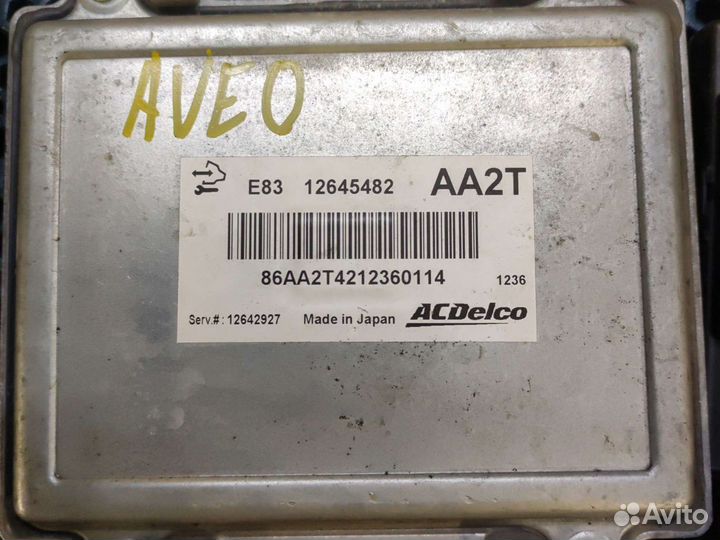 AVEO
E83 12645482 AA2T
86AA2T4212360114 1236
Serv.#: 12642927 Made in Japan ACDelco
Avito